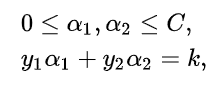 0 ≤ α₁, α₂ ≤ C,
y₁α₁ + y₂α₂ = k,